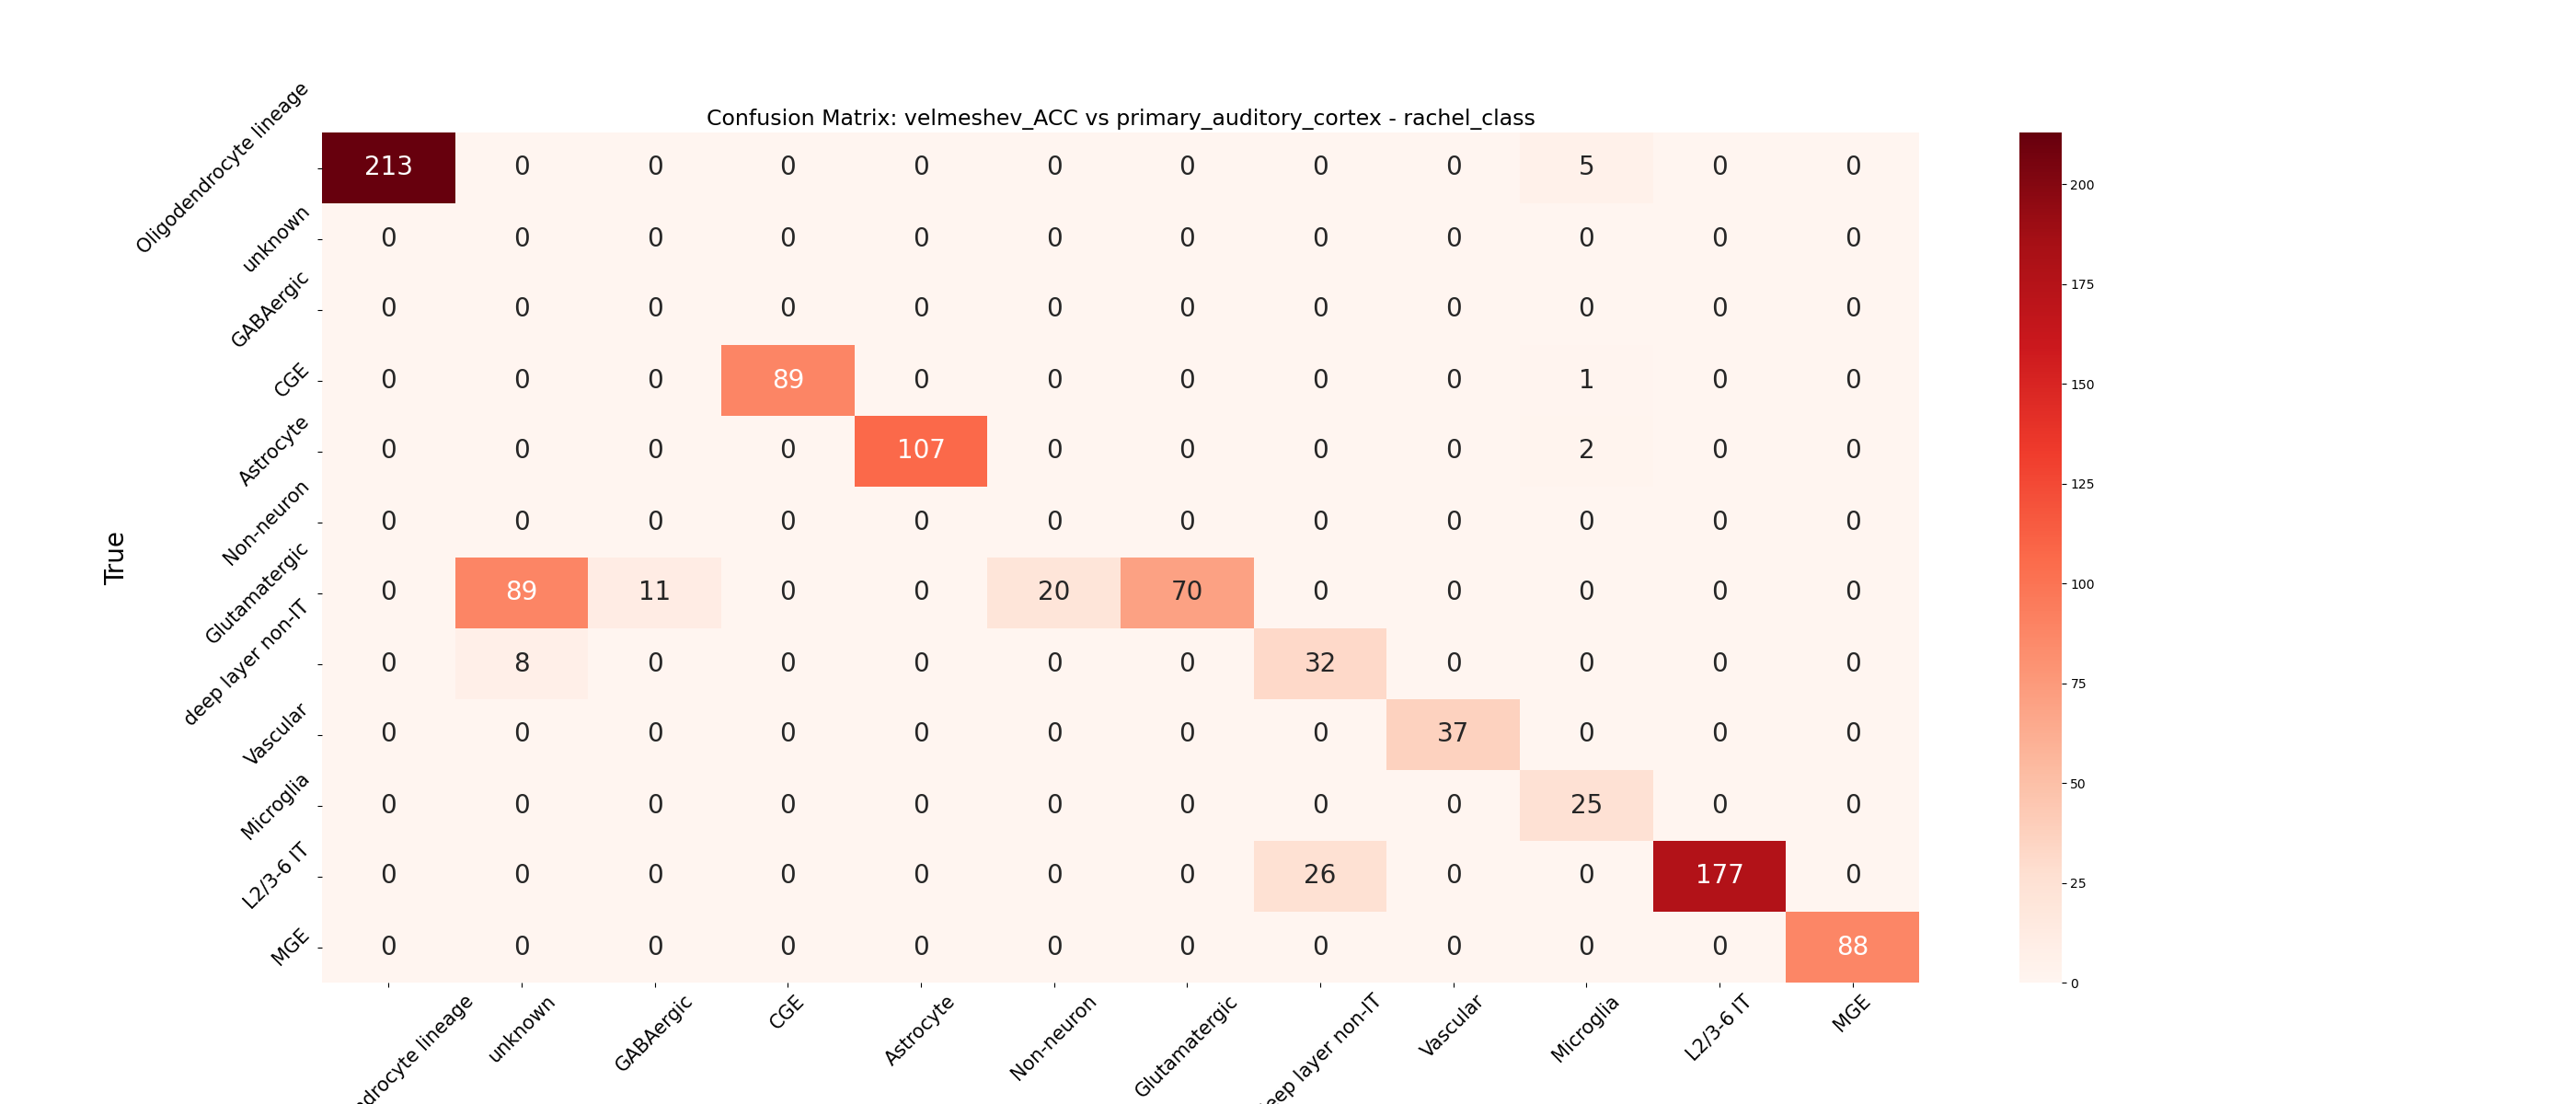 Confusion Matrix: velmeshev_ACC vs primary_auditory_cortex - rachel_class
True
Oligodendrocyte lineage 213 0 0 0 0 0 0 0 0 5 0 0
unknown 0 0 0 0 0 0 0 0 0 0 0 0
GABAergic 0 0 0 0 0 0 0 0 0 0 0 0
CGE 0 0 0 89 0 0 0 0 0 1 0 0
Astrocyte 0 0 0 0 107 0 0 0 0 2 0 0
Non-neuron 0 0 0 0 0 0 0 0 0 0 0 0
Glutamatergic 0 89 11 0 0 20 70 0 0 0 0 0
deep layer non-IT 0 8 0 0 0 0 0 32 0 0 0 0
Vascular 0 0 0 0 0 0 0 0 37 0 0 0
Microglia 0 0 0 0 0 0 0 0 0 25 0 0
L2/3-6 IT 0 0 0 0 0 0 0 26 0 0 177 0
MGE 0 0 0 0 0 0 0 0 0 0 0 88
ndrocyte lineage unknown GABAergic CGE Astrocyte Non-neuron Glutamatergic eep layer non-IT Vascular Microglia L2/3-6 IT MGE
200
175
150
125
100
75
50
25
0